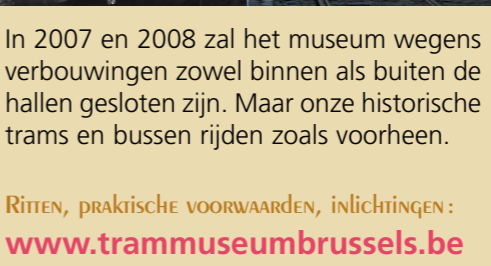 In 2007 en 2008 zal het museum wegens
verbouwingen zowel binnen als buiten de
hallen gesloten zijn. Maar onze historische
trams en bussen rijden zoals voorheen.
Ritten, praktische voorwaarden, inlichtingen :
www.trammuseumbrussels.be